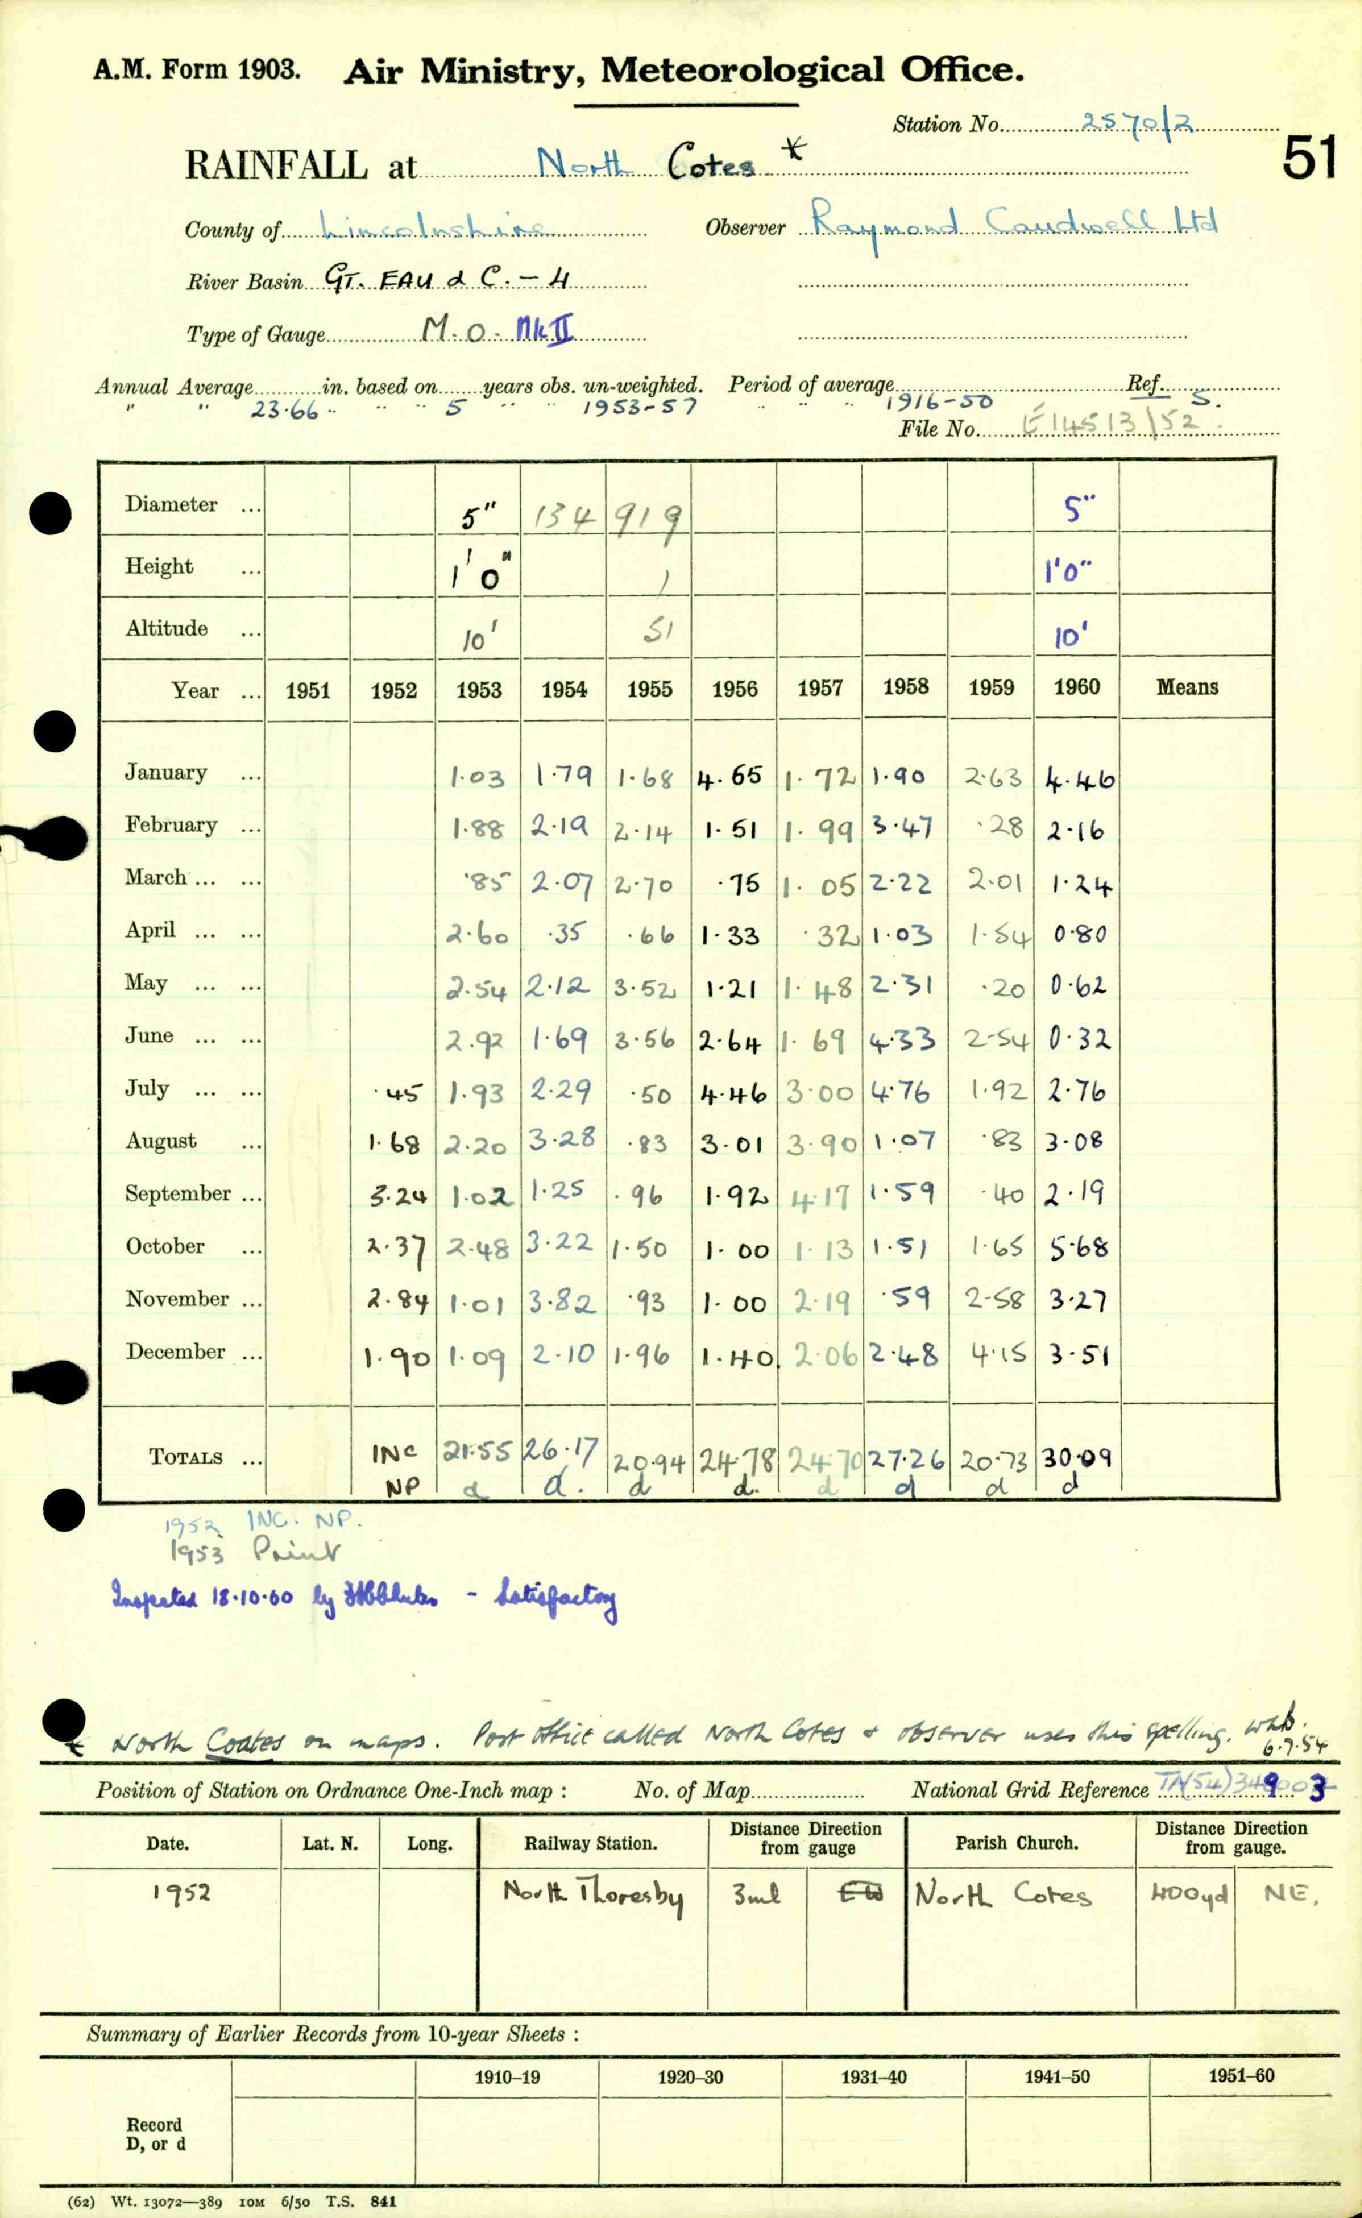 A.M. Form 1903. Air Ministry, Meteorological Office.
Station No. 2570/2
51
RAINFALL at North Cotes *
County of Lincolnshire Observer Raymond Caudwell Ltd
River Basin GT. EAU & C. - 4
Type of Gauge M.O. Mk II
Annual Average in. based on years obs. un-weighted. Period of average Ref.
" " 23.66 " " " 5 " " 1953-57 " " " 1916-50 S.
File No. E14513/52
Diameter ... 5" 134 919 5"
Height ... 1'0" 1 1'0"
Altitude ... 10' 51 10'
Year ... 1951 1952 1953 1954 1955 1956 1957 1958 1959 1960 Means
January ... 1.03 1.79 1.68 4.65 1.72 1.90 2.63 4.46
February ... 1.88 2.19 2.14 1.51 1.99 3.47 .28 2.16
March ... ... .85 2.07 2.70 .75 1.05 2.22 2.01 1.24
April ... ... 2.60 .35 .66 1.33 .32 1.03 1.54 0.80
May ... ... 2.54 2.12 3.52 1.21 1.48 2.31 .20 0.62
June ... ... 2.92 1.69 3.56 2.64 1.69 4.33 2.54 0.32
July ... ... .45 1.93 2.29 .50 4.46 3.00 4.76 1.92 2.76
August ... 1.68 2.20 3.28 .83 3.01 3.90 1.07 .83 3.08
September ... 3.24 1.02 1.25 .96 1.92 4.17 1.59 .40 2.19
October ... 2.37 2.48 3.22 1.50 1.00 1.13 1.51 1.65 5.68
November ... 2.84 1.01 3.82 .93 1.00 2.19 .59 2.58 3.27
December ... 1.90 1.09 2.10 1.96 1.40 2.06 2.48 4.15 3.51
TOTALS ... INC 21.55 26.17 20.94 24.78 24.70 27.26 20.73 30.09
NP d d. d d. d d d d
1952 INC. NP.
1953 Print
Inspected 18.10.60 by - Satisfactory
* North Coates on maps. Post Office called North Cotes & observer uses this spelling.
6.9.54
Position of Station on Ordnance One-Inch map : No. of Map National Grid Reference TA(54)
Date. Lat. N. Long. Railway Station. Distance Direction from gauge Parish Church. Distance Direction from gauge.
1952 North Thoresby 3ml North Cotes 400yd NE.
Summary of Earlier Records from 10-year Sheets :
1910–19 1920–30 1931–40 1941–50 1951–60
Record
D, or d
(62) Wt. 13072—389 10M 6/50 T.S. 841